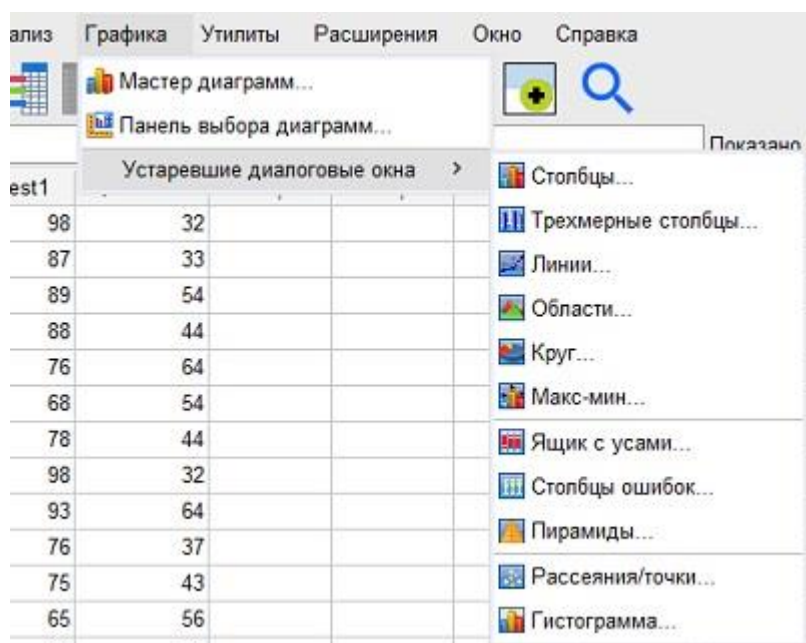 ализ Графика Утилиты Расширения Окно Справка
Мастер диаграмм...
Панель выбора диаграмм...
Устаревшие диалоговые окна >
Показано
est1
Столбцы...
Трехмерные столбцы...
Линии...
Области...
Круг...
Макс-мин...
Ящик с усами...
Столбцы ошибок...
Пирамиды...
Рассеяния/точки...
Гистограмма...
98 32
87 33
89 54
88 44
76 64
68 54
78 44
98 32
93 64
76 37
75 43
65 56